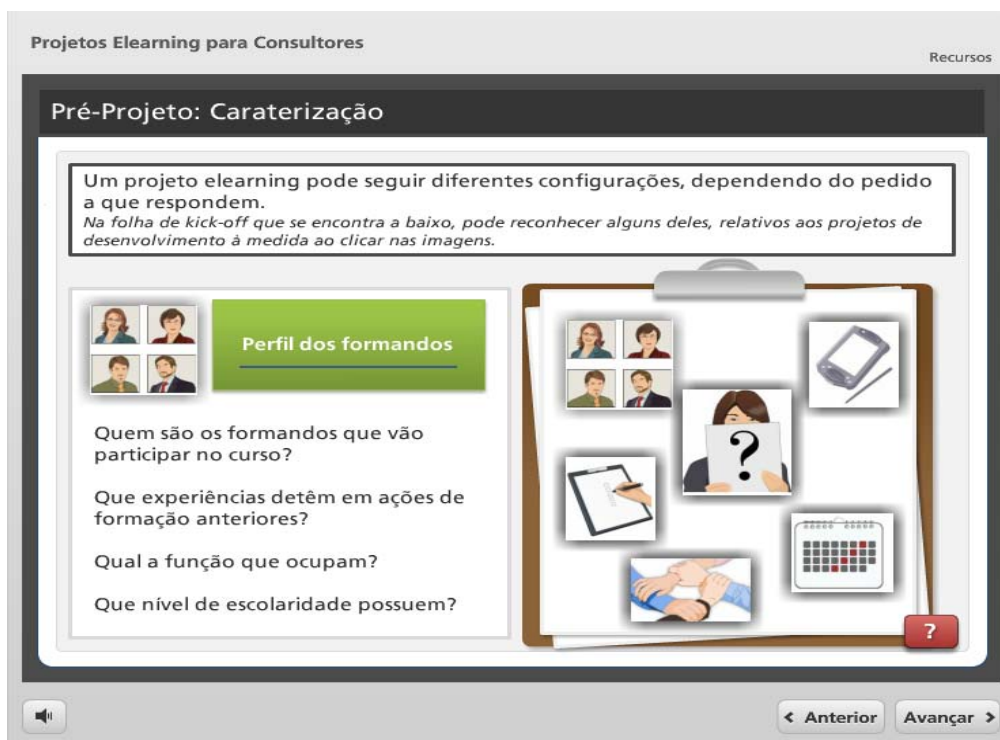 Projetos Elearning para Consultores
Recursos
Pré-Projeto: Caraterização
Um projeto elearning pode seguir diferentes configurações, dependendo do pedido
a que respondem.
Na folha de kick-off que se encontra a baixo, pode reconhecer alguns deles, relativos aos projetos de
desenvolvimento à medida ao clicar nas imagens.
Perfil dos formandos
Quem são os formandos que vão
participar no curso?
Que experiências detêm em ações de
formação anteriores?
Qual a função que ocupam?
Que nível de escolaridade possuem?
?
?
Anterior
Avançar